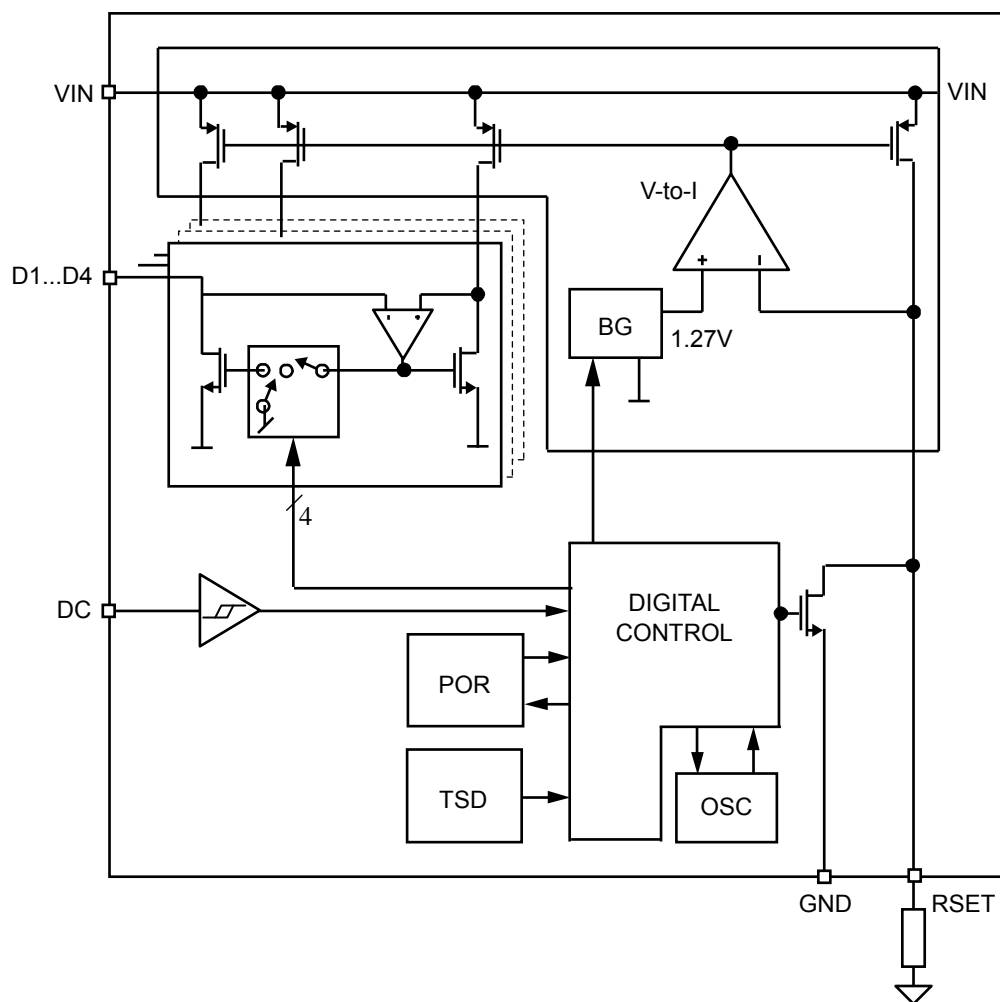 VIN
VIN
V-to-I
+
D1...D4
BG
1.27V
4
DC
DIGITAL
CONTROL
POR
TSD
OSC
GND
RSET